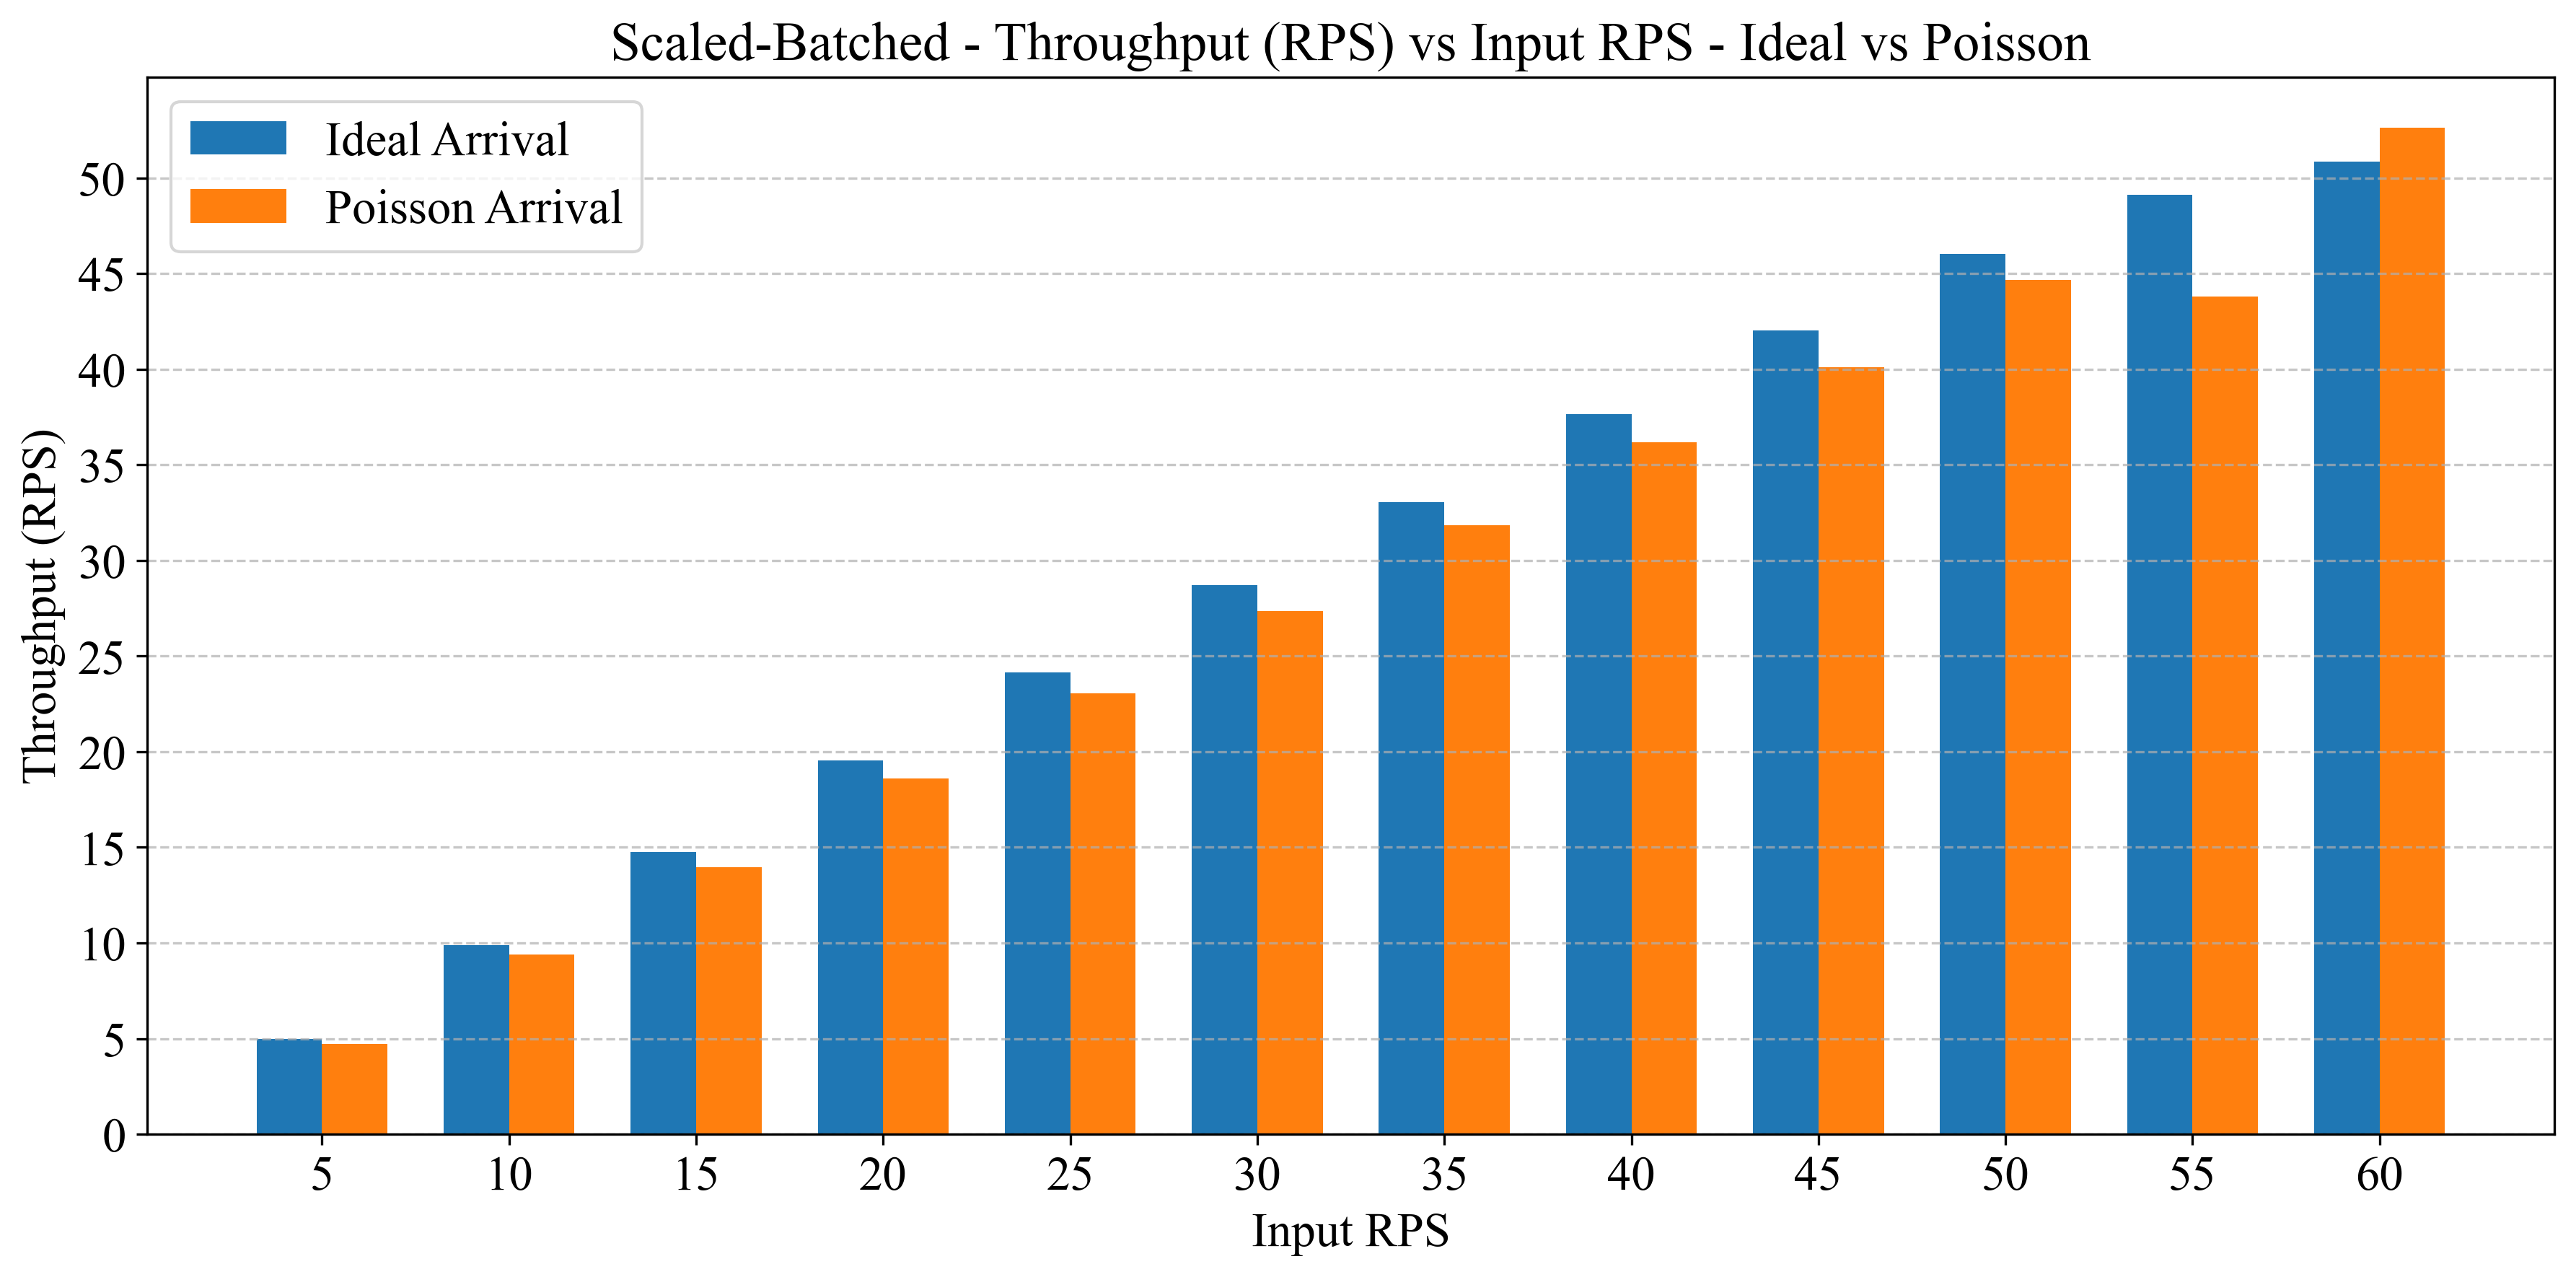 Scaled-Batched - Throughput (RPS) vs Input RPS - Ideal vs Poisson
Ideal Arrival
Poisson Arrival
Throughput (RPS)
50
45
40
35
30
25
20
15
10
5
0
5 10 15 20 25 30 35 40 45 50 55 60
Input RPS